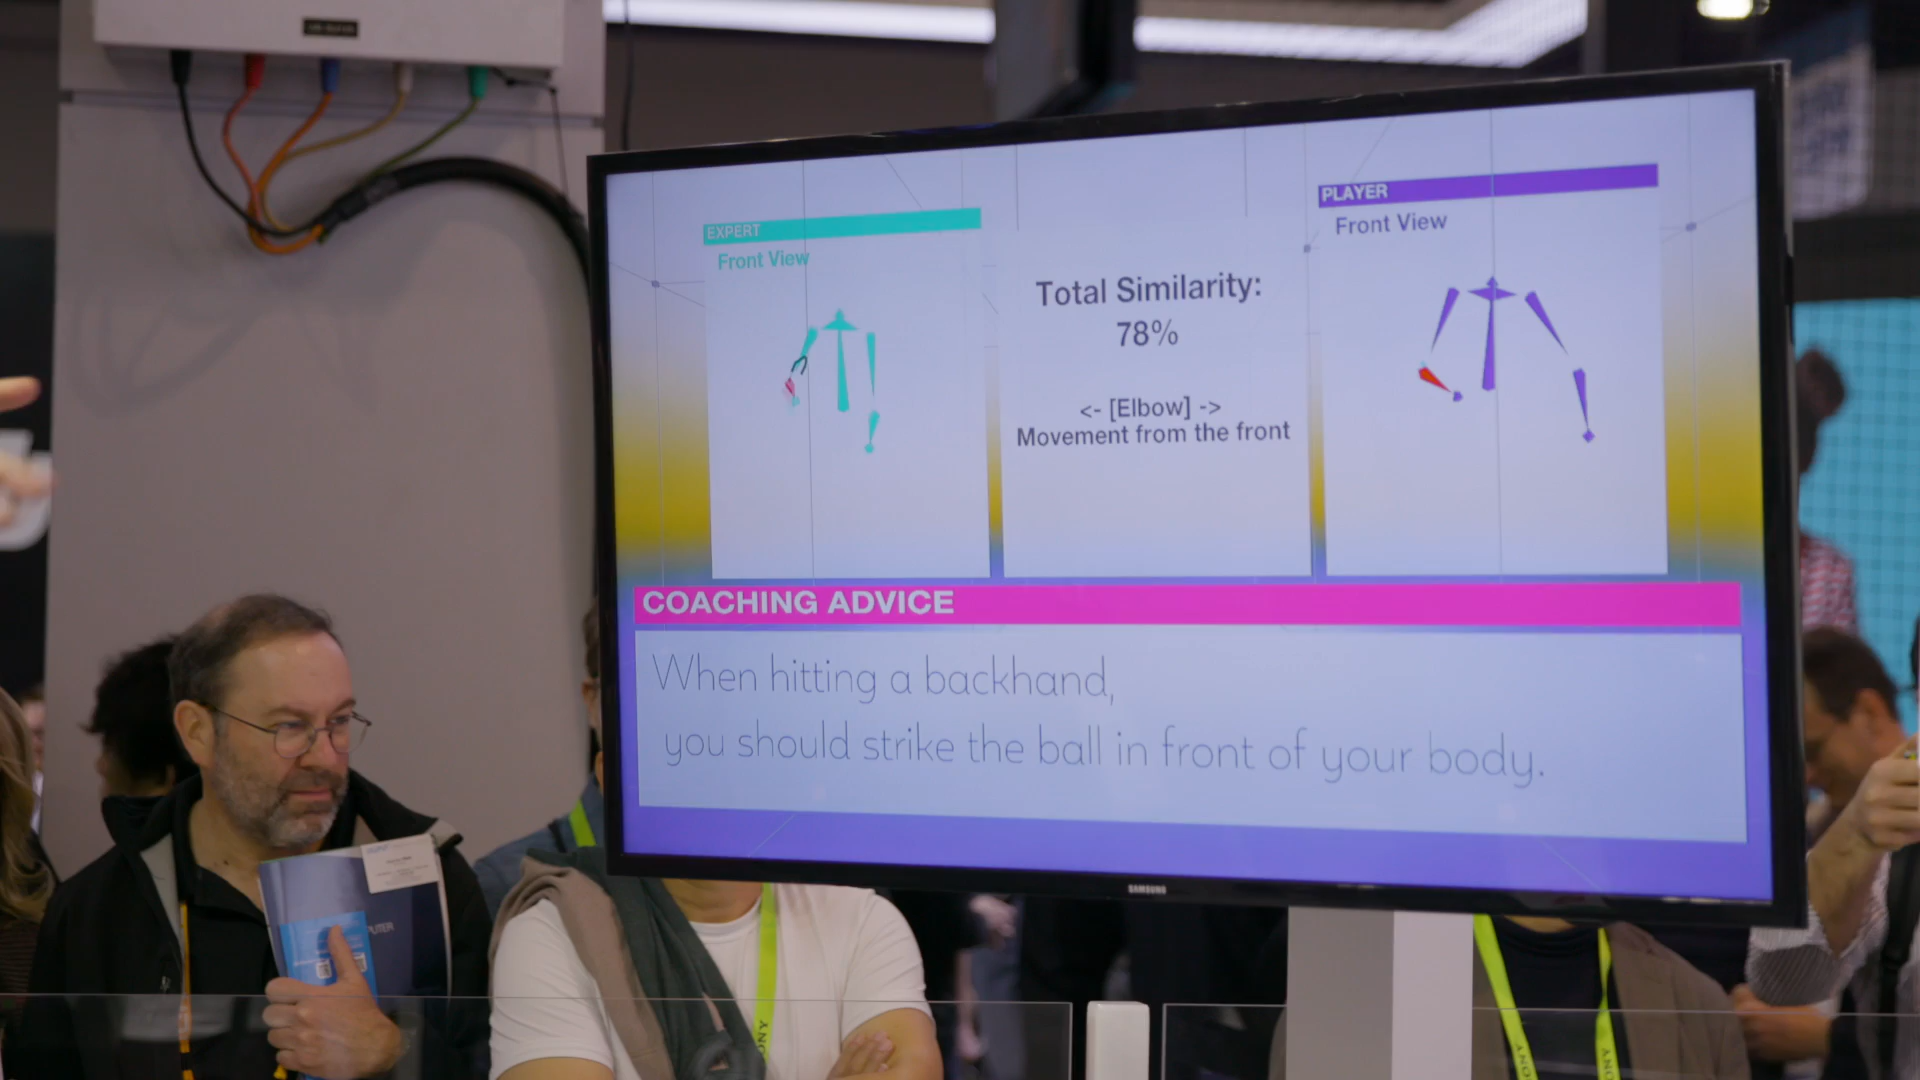 EXPERT
Front View
Total Similarity:
78%
<- [Elbow] ->
Movement from the front
PLAYER
Front View
COACHING ADVICE
When hitting a backhand,
you should strike the ball in front of your body.
SAMSUNG